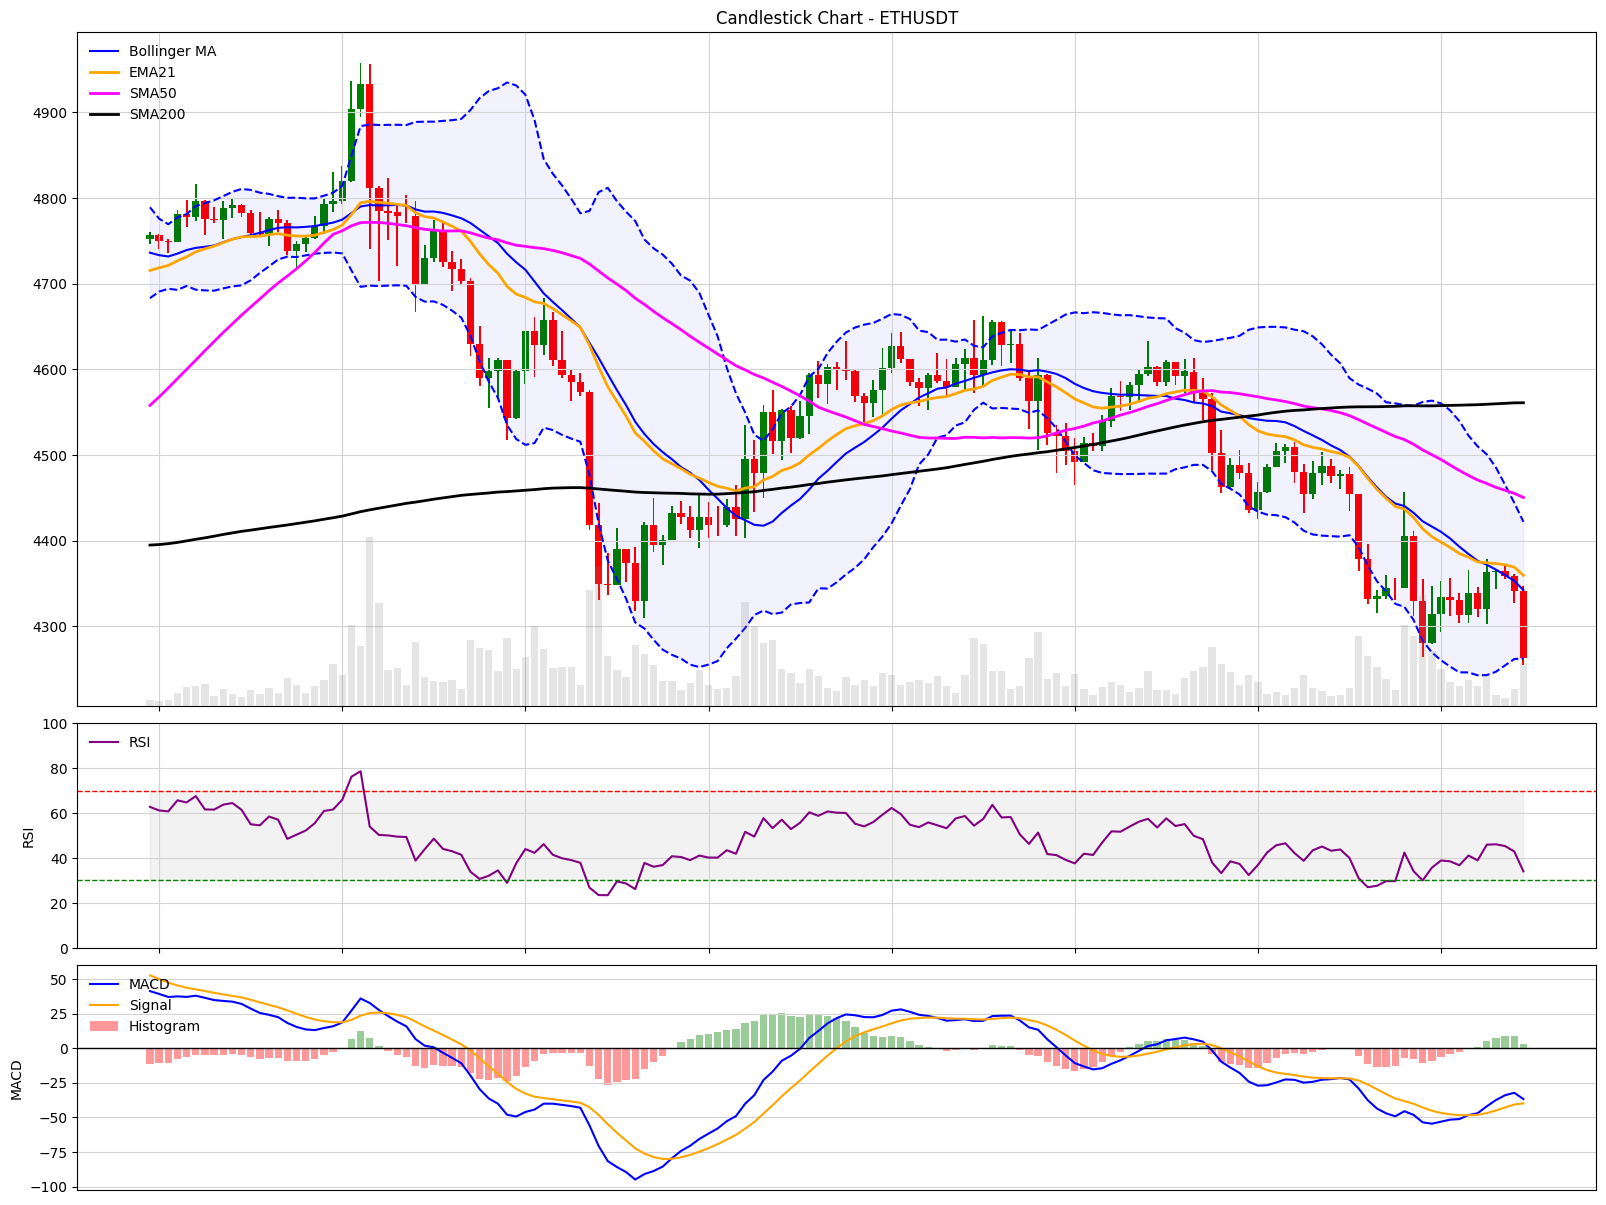 Candlestick Chart - ETHUSDT
Bollinger MA
EMA21
SMA50
SMA200
4900
4800
4700
4600
4500
4400
4300
RSI
100
80
60
40
20
0
RSI
MACD
Signal
Histogram
50
25
0
−25
−50
−75
−100
MACD